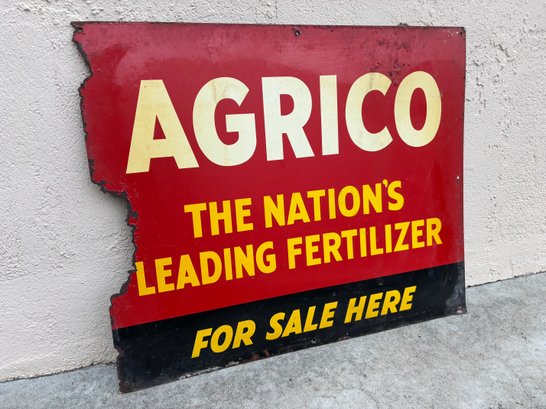 AGRICO
THE NATION'S
LEADING FERTILIZER
FOR SALE HERE